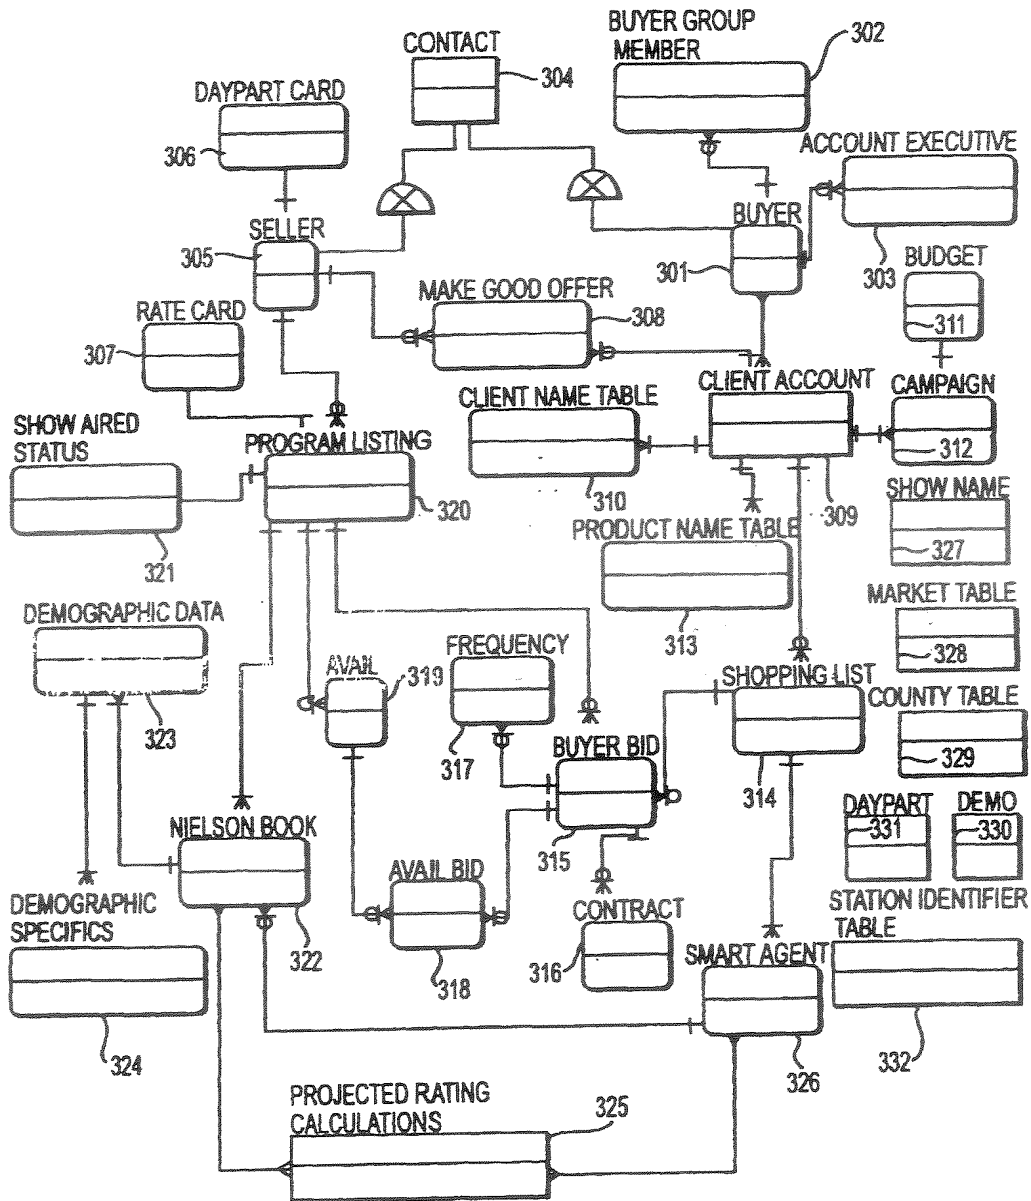 BUYER GROUP
MEMBER
302
CONTACT
304
DAYPART CARD
306
ACCOUNT EXECUTIVE
303
SELLER
305
BUYER
301
BUDGET
311
MAKE GOOD OFFER
308
RATE CARD
307
CLIENT NAME TABLE
310
CLIENT ACCOUNT
309
CAMPAIGN
312
SHOW AIRED
STATUS
321
PROGRAM LISTING
320
SHOW NAME
327
PRODUCT NAME TABLE
313
MARKET TABLE
328
DEMOGRAPHIC DATA
323
AVAIL
319
FREQUENCY
317
SHOPPING LIST
314
COUNTY TABLE
329
BUYER BID
315
DAYPART
331
DEMO
330
NIELSON BOOK
322
AVAIL BID
318
CONTRACT
316
DEMOGRAPHIC
SPECIFICS
324
SMART AGENT
326
STATION IDENTIFIER
TABLE
332
PROJECTED RATING
CALCULATIONS
325